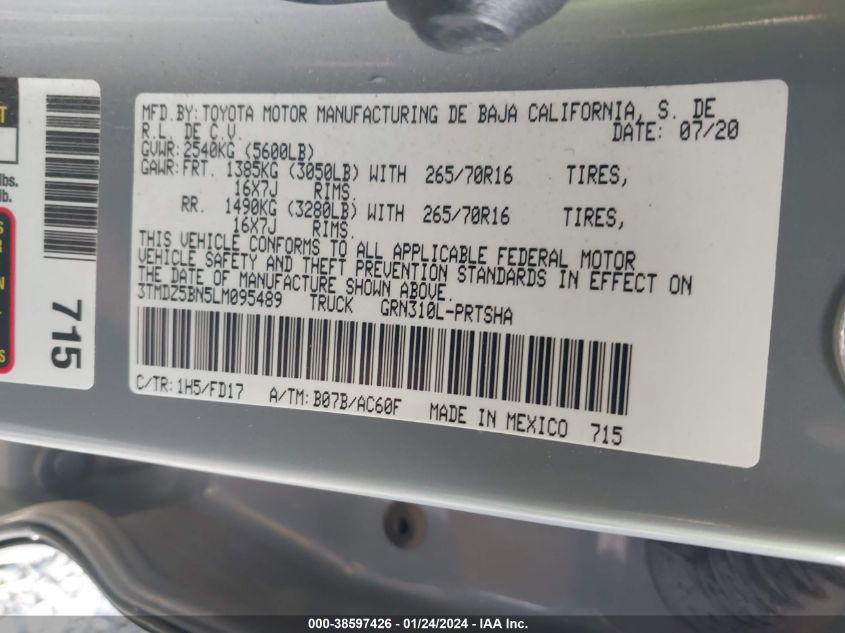 MFD.BY: TOYOTA MOTOR MANUFACTURING DE BAJA CALIFORNIA, S. DE
R.L. DE C.V.
DATE: 07/20
GVWR: 2540KG (5600LB)
GAWR: FRT. 1385KG (3050LB) WITH 265/70R16 TIRES,
16X7J RIMS.
RR. 1490KG (3280LB) WITH 265/70R16 TIRES,
16X7J RIMS.
THIS VEHICLE CONFORMS TO ALL APPLICABLE FEDERAL MOTOR
VEHICLE SAFETY AND THEFT PREVENTION STANDARDS IN EFFECT ON
THE DATE OF MANUFACTURE SHOWN ABOVE.
3TMDZ5BN5LM095489 TRUCK GRN310L-PRTSHA
C/TR: 1H5/FD17 A/TM: B07B/AC60F MADE IN MEXICO 715
lbs.
lb.
715
000-38597426 - 01/24/2024 - IAA Inc.